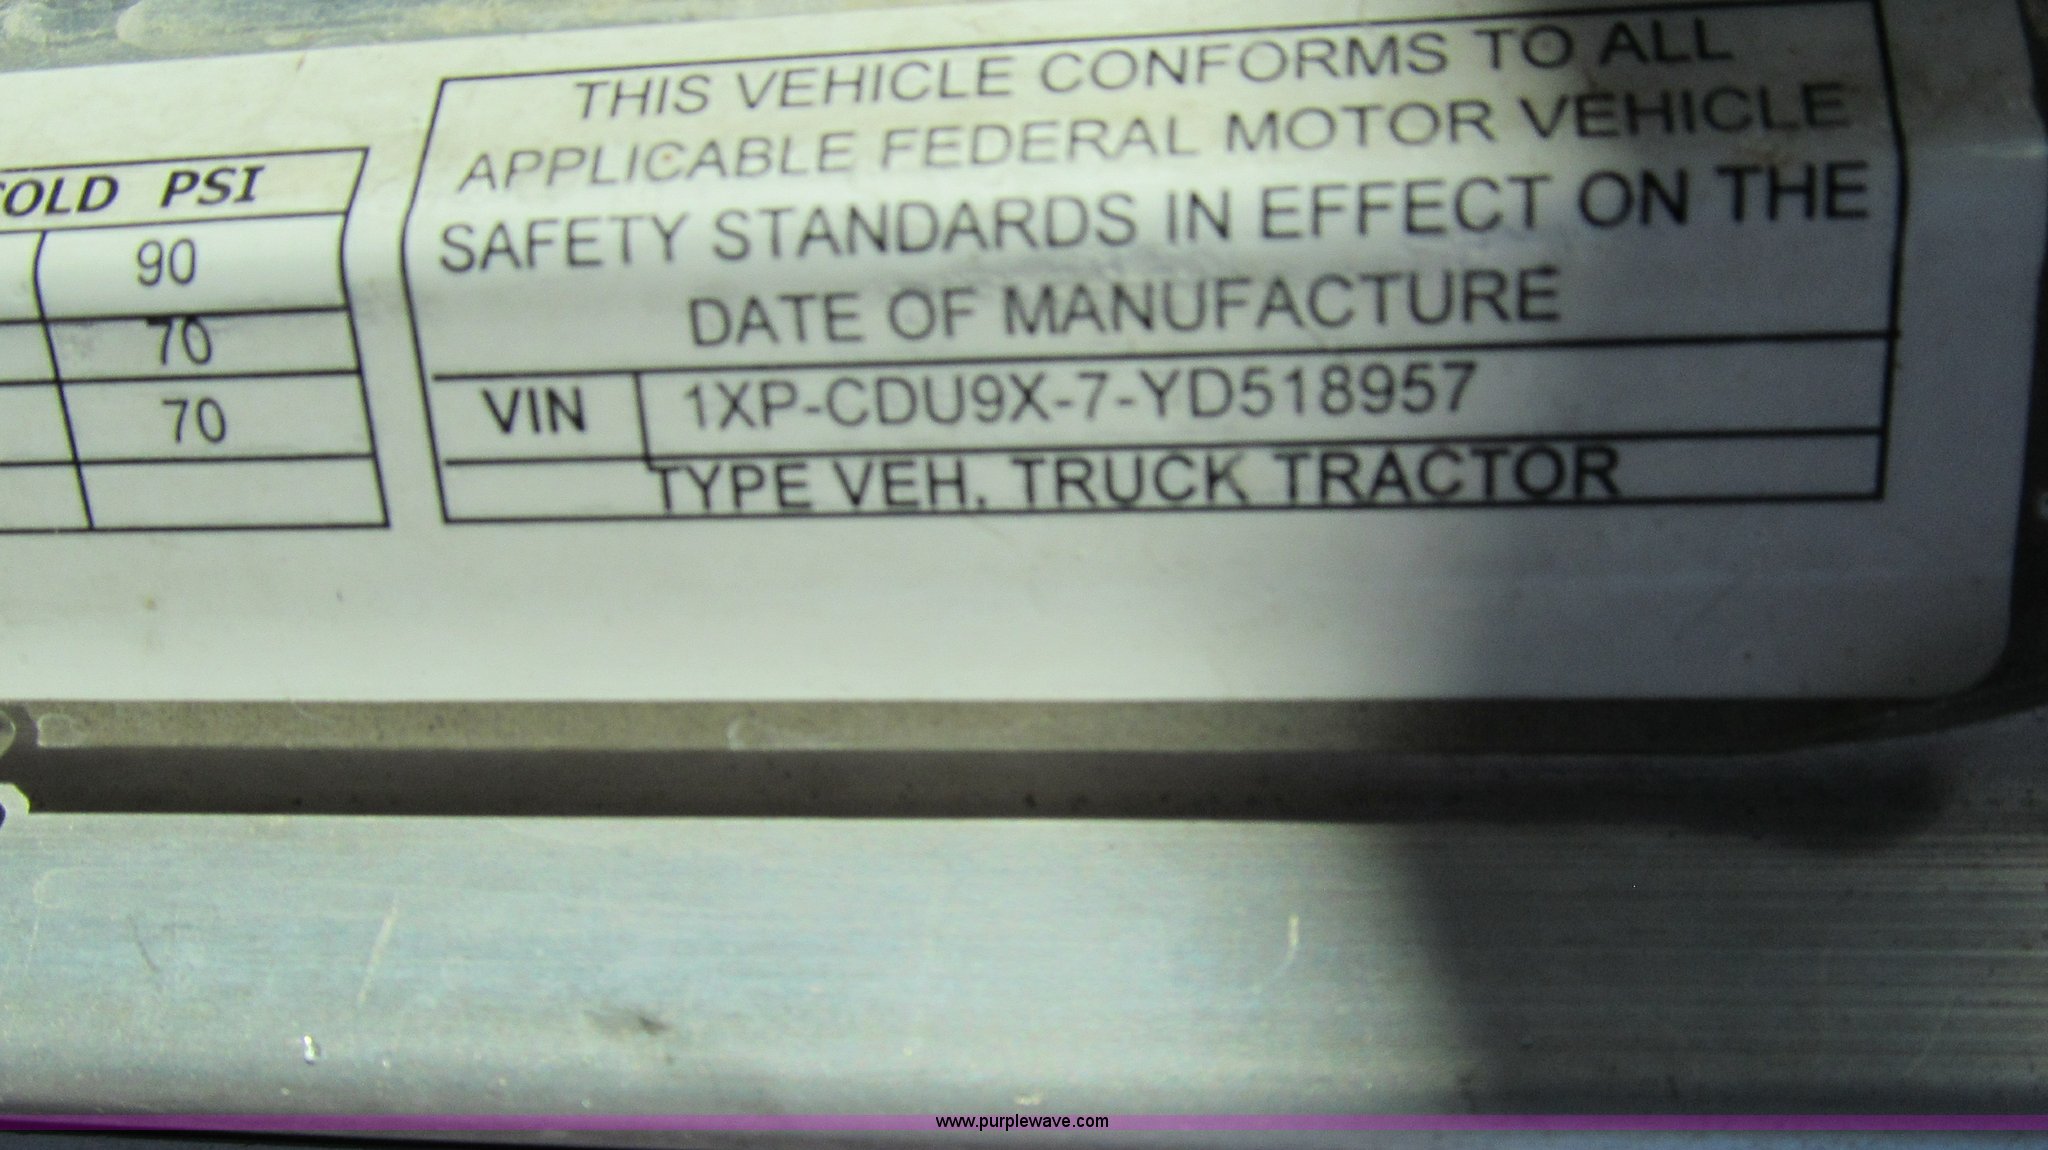 COLD PSI
90
70
70
THIS VEHICLE CONFORMS TO ALL
APPLICABLE FEDERAL MOTOR VEHICLE
SAFETY STANDARDS IN EFFECT ON THE
DATE OF MANUFACTURE
VIN 1XP-CDU9X-7-YD518957
TYPE VEH. TRUCK TRACTOR
www.purplewave.com